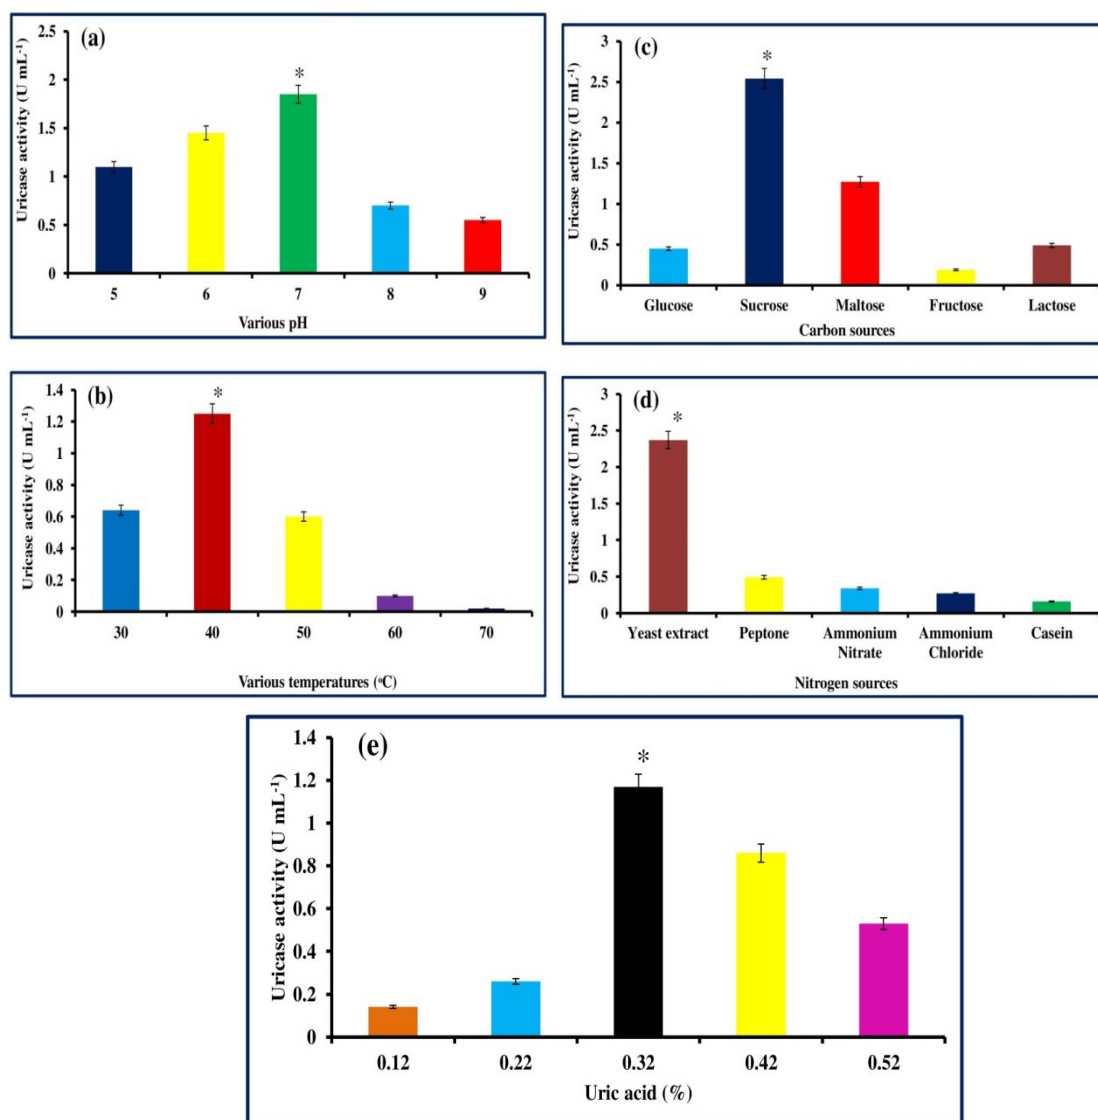 (a)
Uricase activity (U mL-1)
2.5
2
1.5
1
0.5
0
*
5 6 7 8 9
Various pH
(c)
Uricase activity (U mL-1)
3
2.5
2
1.5
1
0.5
0
*
Glucose Sucrose Maltose Fructose Lactose
Carbon sources
(b)
Uricase activity (U mL-1)
1.4
1.2
1
0.8
0.6
0.4
0.2
0
*
30 40 50 60 70
Various temperatures (°C)
(d)
Uricase activity (U mL-1)
3
2.5
2
1.5
1
0.5
0
*
Yeast extract Peptone Ammonium Nitrate Ammonium Chloride Casein
Nitrogen sources
(e)
Uricase activity (U mL-1)
1.4
1.2
1
0.8
0.6
0.4
0.2
0
*
0.12 0.22 0.32 0.42 0.52
Uric acid (%)